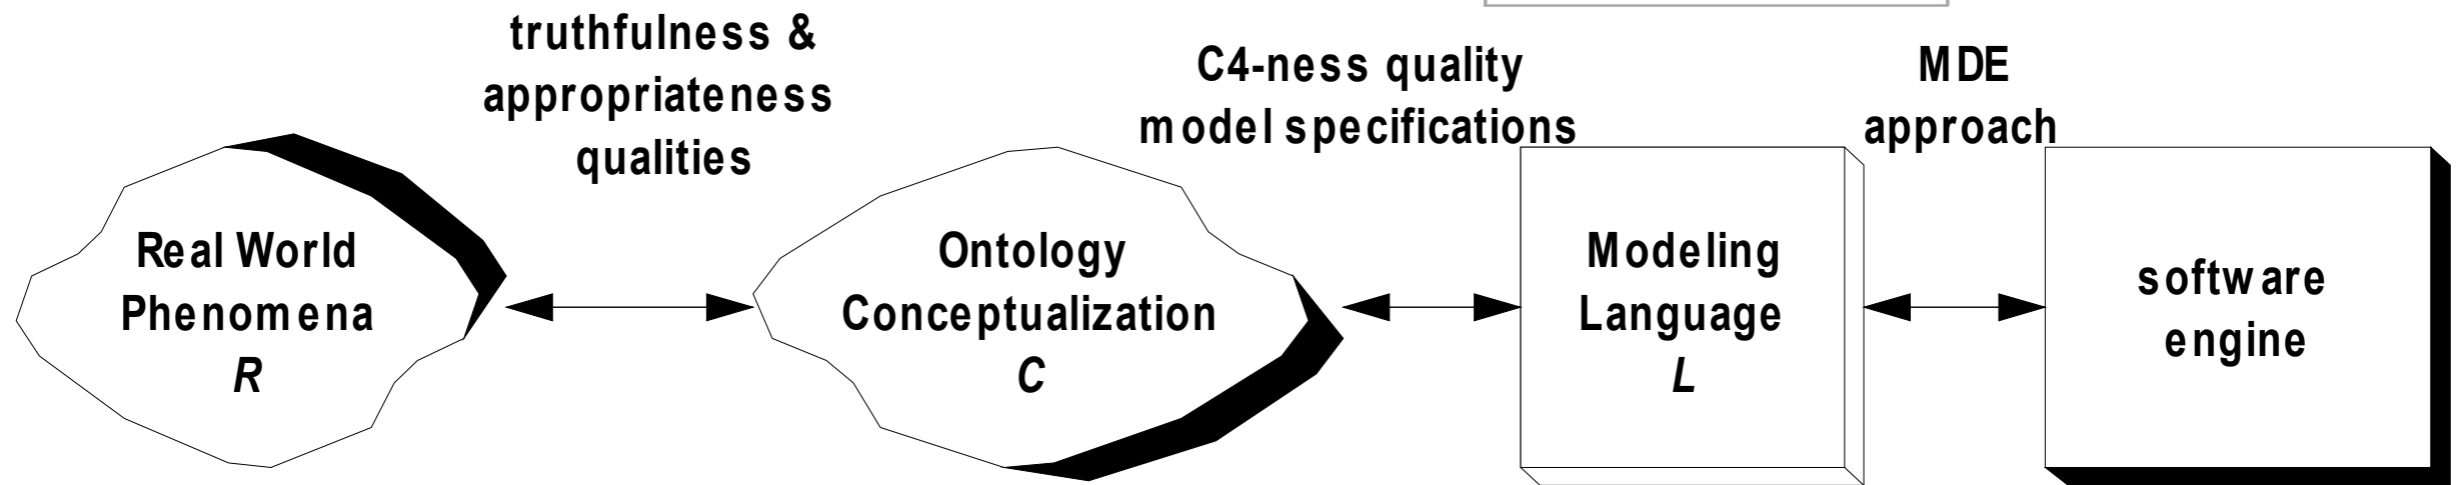 truthfulness &
appropriateness
qualities
C4-ness quality
model specifications
MDE
approach
Real World
Phenomena
R
Ontology
Conceptualization
C
Modeling
Language
L
software
engine